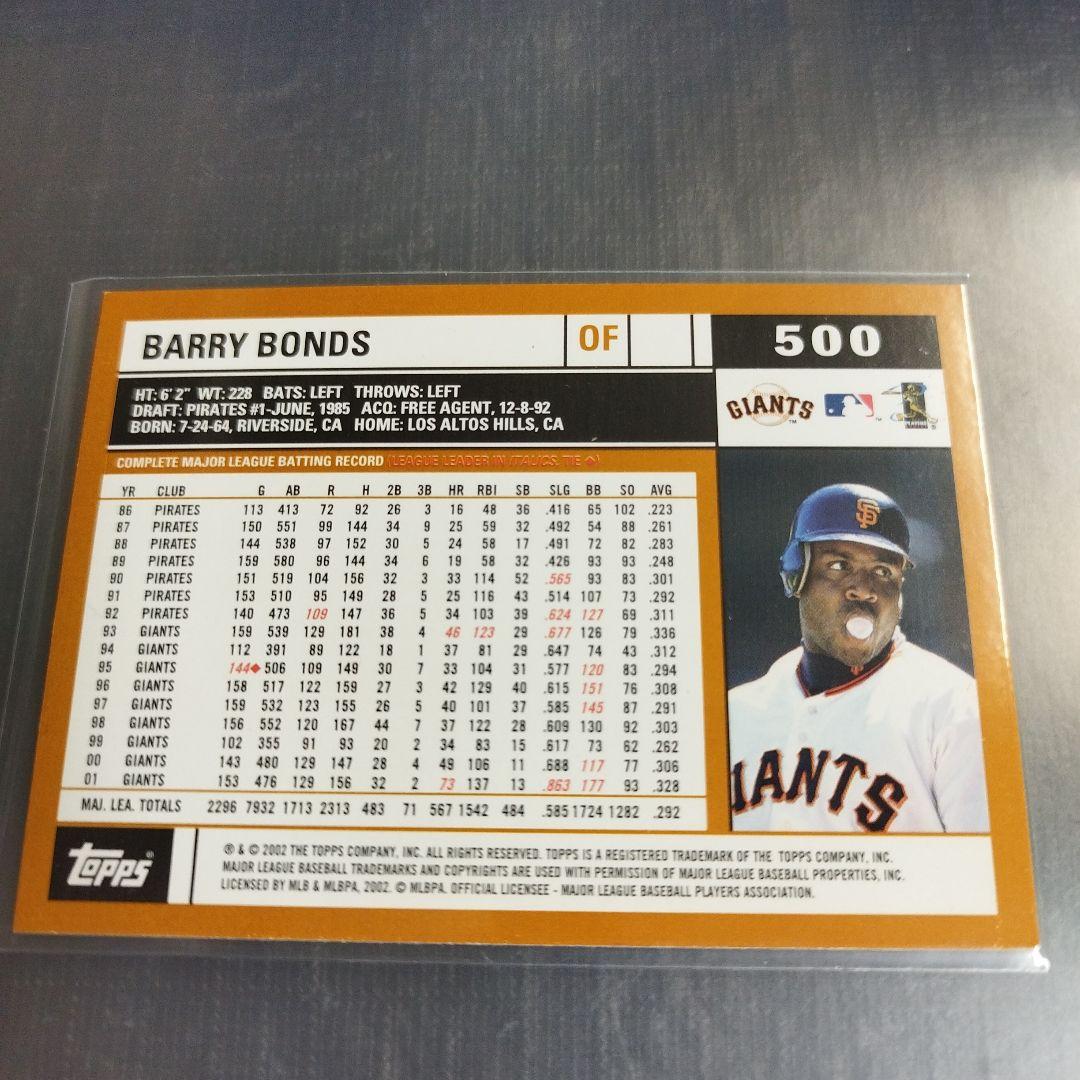 BARRY BONDS OF 500
HT: 6' 2" WT: 228 BATS: LEFT THROWS: LEFT
DRAFT: PIRATES #1-JUNE, 1985 ACQ: FREE AGENT, 12-8-92
BORN: 7-24-64, RIVERSIDE, CA HOME: LOS ALTOS HILLS, CA
GIANTS TM
COMPLETE MAJOR LEAGUE BATTING RECORD (LEAGUE LEADER IN ITALICS, TIE ◆)
YR CLUB G AB R H 2B 3B HR RBI SB SLG BB SO AVG
86 PIRATES 113 413 72 92 26 3 16 48 36 .416 65 102 .223
87 PIRATES 150 551 99 144 34 9 25 59 32 .492 54 88 .261
88 PIRATES 144 538 97 152 30 5 24 58 17 .491 72 82 .283
89 PIRATES 159 580 96 144 34 6 19 58 32 .426 93 93 .248
90 PIRATES 151 519 104 156 32 3 33 114 52 .565 93 83 .301
91 PIRATES 153 510 95 149 28 5 25 116 43 .514 107 73 .292
92 PIRATES 140 473 109 147 36 5 34 103 39 .624 127 69 .311
93 GIANTS 159 539 129 181 38 4 46 123 29 .677 126 79 .336
94 GIANTS 112 391 89 122 18 1 37 81 29 .647 74 43 .312
95 GIANTS 144◆ 506 109 149 30 7 33 104 31 .577 120 83 .294
96 GIANTS 158 517 122 159 27 3 42 129 40 .615 151 76 .308
97 GIANTS 159 532 123 155 26 5 40 101 37 .585 145 87 .291
98 GIANTS 156 552 120 167 44 7 37 122 28 .609 130 92 .303
99 GIANTS 102 355 91 93 20 2 34 83 15 .617 73 62 .262
00 GIANTS 143 480 129 147 28 4 49 106 11 .688 117 77 .306
01 GIANTS 153 476 129 156 32 2 73 137 13 .863 177 93 .328
MAJ. LEA. TOTALS 2296 7932 1713 2313 483 71 567 1542 484 .585 1724 1282 .292
SF
IANTS
topps®
® & © 2002 THE TOPPS COMPANY, INC. ALL RIGHTS RESERVED. TOPPS IS A REGISTERED TRADEMARK OF THE TOPPS COMPANY, INC.
MAJOR LEAGUE BASEBALL TRADEMARKS AND COPYRIGHTS ARE USED WITH PERMISSION OF MAJOR LEAGUE BASEBALL PROPERTIES, INC.
LICENSED BY MLB & MLBPA, 2002. © MLBPA. OFFICIAL LICENSEE - MAJOR LEAGUE BASEBALL PLAYERS ASSOCIATION.